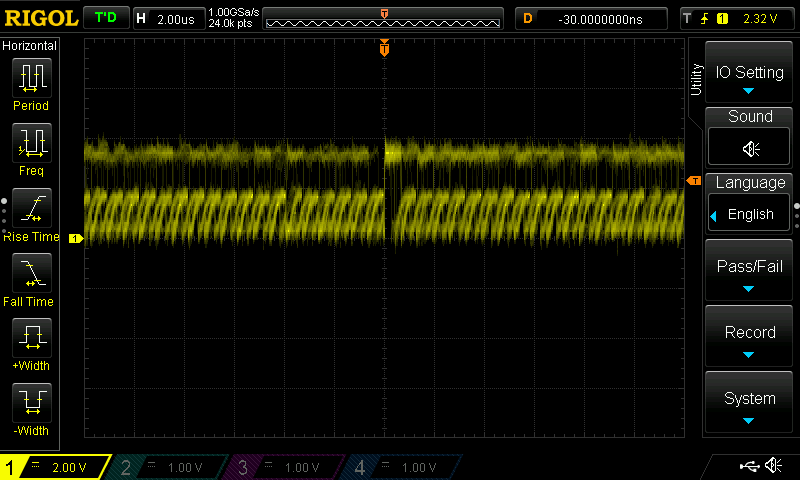 RIGOL T'D H 2.00us 1.00GSa/s 24.0k pts T D -30.0000000ns T 1 2.32 V
Horizontal
Period
Freq
Rise Time
Fall Time
+Width
-Width
T
T
1
Utility
IO Setting
Sound
Language
English
Pass/Fail
Record
System
1 2.00 V 2 1.00 V 3 1.00 V 4 1.00 V